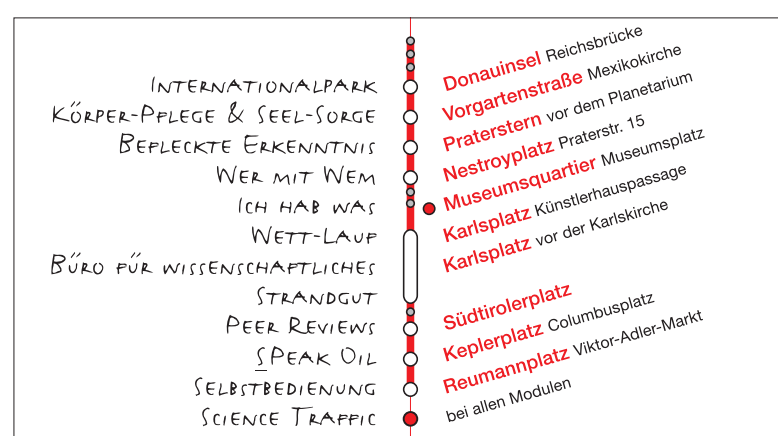 INTERNATIONALPARK
KÖRPER-PFLEGE & SEEL-SORGE
BEFLECKTE ERKENNTNIS
WER MIT WEM
ICH HAB WAS
WETT-LAUF
BÜRO FÜR WISSENSCHAFTLICHES
STRANDGUT
PEER REVIEWS
SPEAK OIL
SELBSTBEDIENUNG
SCIENCE TRAFFIC
Donauinsel Reichsbrücke
Vorgartenstraße Mexikokirche
Praterstern vor dem Planetarium
Nestroyplatz Praterstr. 15
Museumsquartier Museumsplatz
Karlsplatz Künstlerhauspassage
Karlsplatz vor der Karlskirche
Südtirolerplatz
Keplerplatz Columbusplatz
Reumannplatz Viktor-Adler-Markt
bei allen Modulen